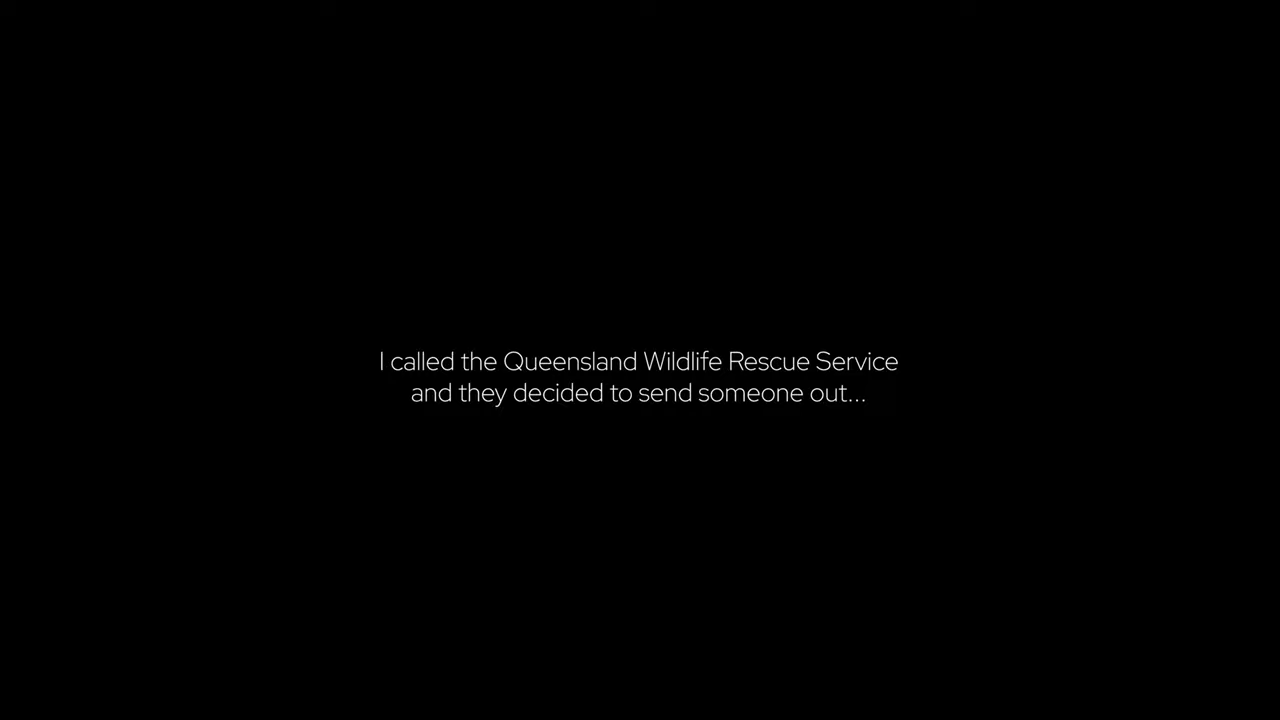 I called the Queensland Wildlife Rescue Service
and they decided to send someone out...